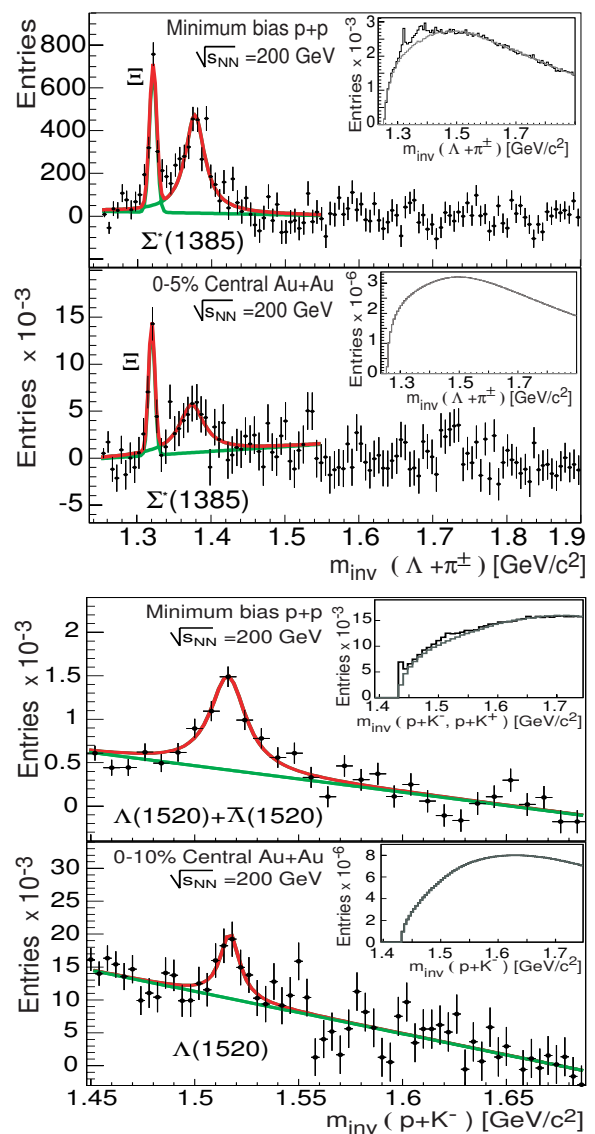 Minimum bias p+p
√sNN =200 GeV
Entries
800
600
400
200
0
Ξ
Σ*(1385)
Entries × 10-3
3
2
1
0
1.3 1.5 1.7
minv (Λ+π±) [GeV/c2]
0-5% Central Au+Au
√sNN =200 GeV
Entries × 10-3
15
10
5
0
-5
Ξ
Σ*(1385)
Entries × 10-6
3
2
1
0
1.3 1.5 1.7
minv (Λ+π±) [GeV/c2]
1.3 1.4 1.5 1.6 1.7 1.8 1.9
minv (Λ+π±) [GeV/c2]
Minimum bias p+p
√sNN =200 GeV
Entries × 10-3
2
1.5
1
0.5
0
Λ(1520)+Λ̄(1520)
Entries × 10-3
15
10
5
0
1.4 1.5 1.6 1.7
minv (p+K-, p+K+) [GeV/c2]
0-10% Central Au+Au
√sNN =200 GeV
Entries × 10-3
30
25
20
15
10
5
0
Λ(1520)
Entries × 10-6
8
6
4
2
0
1.4 1.5 1.6 1.7
minv (p+K-) [GeV/c2]
1.45 1.5 1.55 1.6 1.65
minv (p+K-) [GeV/c2]